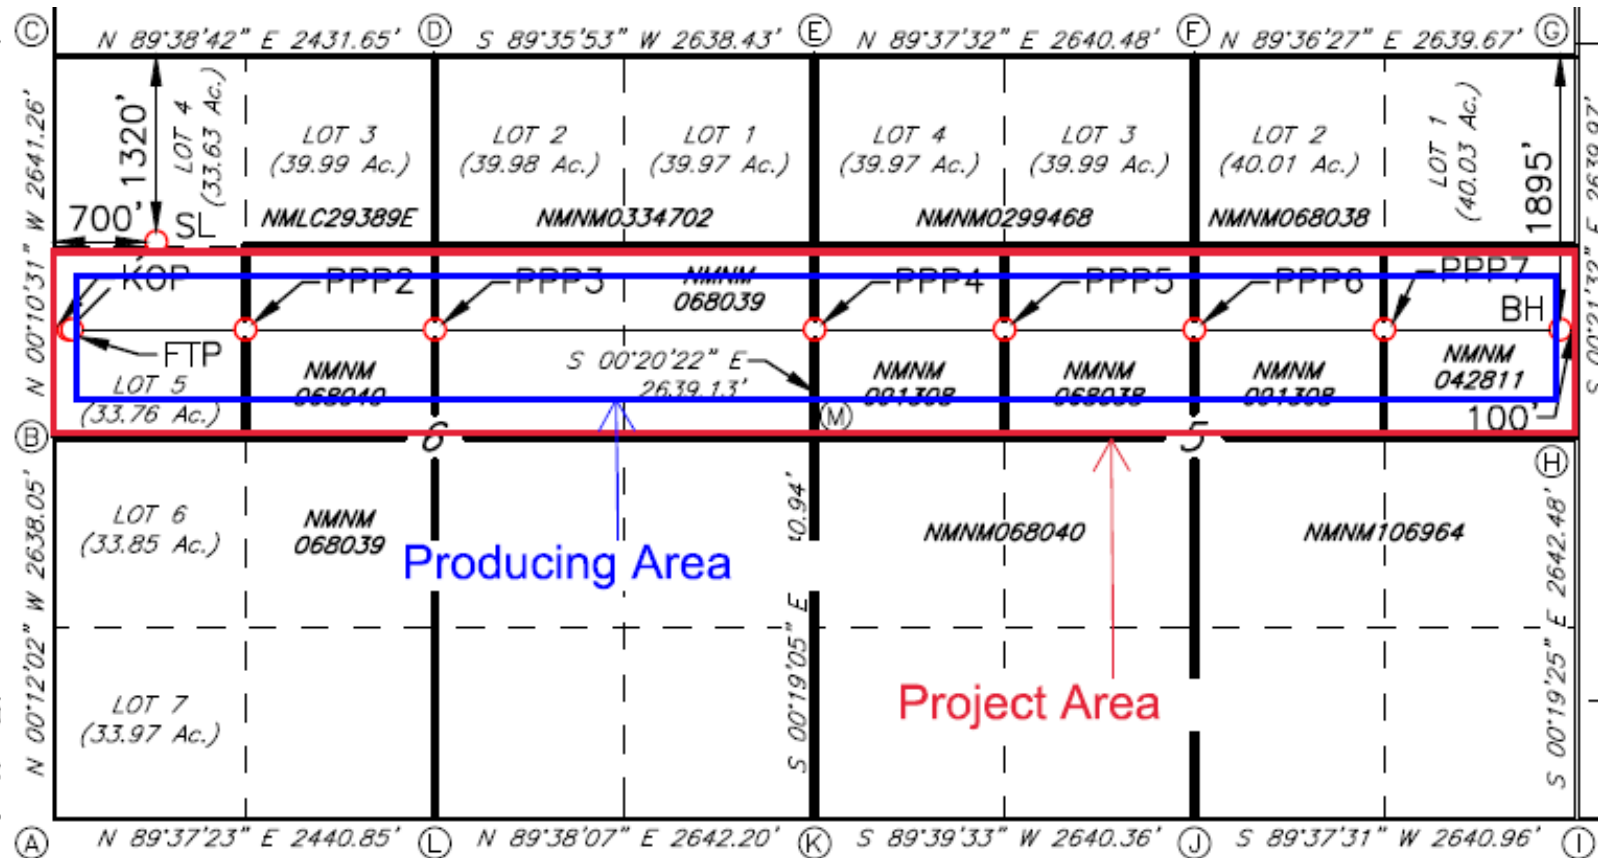 C
N 89°38'42" E 2431.65'
D
S 89°35'53" W 2638.43'
E
N 89°37'32" E 2640.48'
F
N 89°36'27" E 2639.67'
G
N 00°10'31" W 2641.26'
1320'
LOT 4
(33.63 Ac.)
LOT 3
(39.99 Ac.)
LOT 2
(39.98 Ac.)
LOT 1
(39.97 Ac.)
LOT 4
(39.97 Ac.)
LOT 3
(39.99 Ac.)
LOT 2
(40.01 Ac.)
LOT 1
(40.03 Ac.)
1895'
700'
SL
NMLC29389E
NMNM0334702
NMNM0299468
NMNM068038
KOP
PPP2
PPP3
NMNM
068039
PPP4
PPP5
PPP6
PPP7
BH
FTP
LOT 5
(33.76 Ac.)
NMNM
068040
S 00°20'22" E
2639.13'
NMNM
091308
NMNM
068038
NMNM
091308
NMNM
042811
100'
B
6
M
5
H
S 00°21'33" E
N 00°12'02" W 2638.05'
LOT 6
(33.85 Ac.)
NMNM
068039
Producing Area
NMNM068040
NMNM106964
S 00°19'05" E
S 00°19'25" E 2642.48'
LOT 7
(33.97 Ac.)
Project Area
A
N 89°37'23" E 2440.85'
L
N 89°38'07" E 2642.20'
K
S 89°39'33" W 2640.36'
J
S 89°37'31" W 2640.96'
I